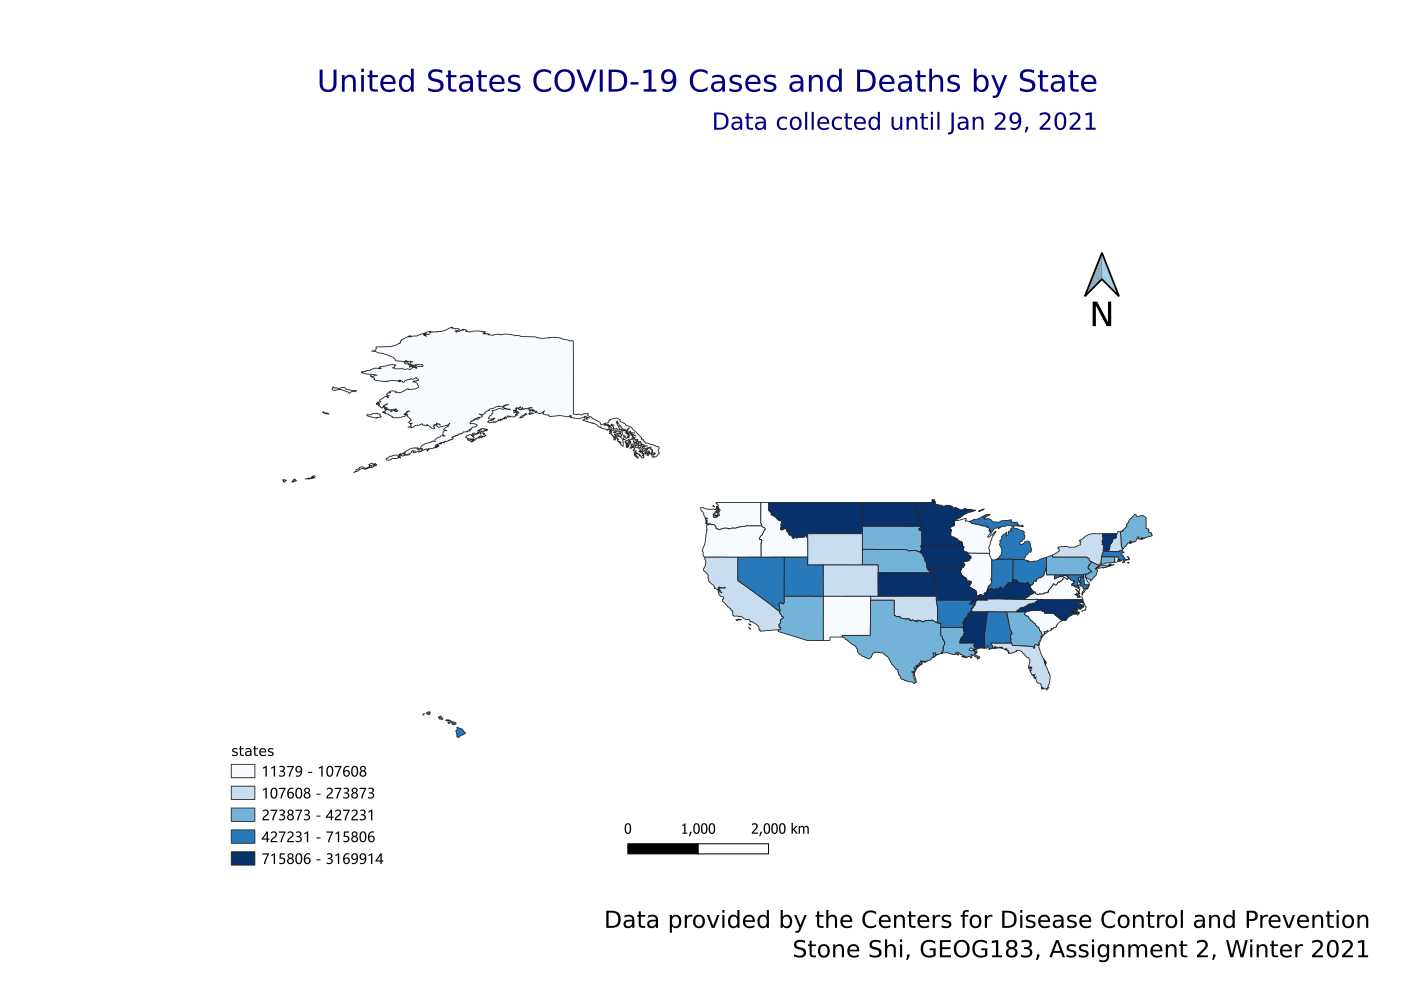 United States COVID-19 Cases and Deaths by State
Data collected until Jan 29, 2021
N
states
11379 - 107608
107608 - 273873
273873 - 427231
427231 - 715806
715806 - 3169914
0 1,000 2,000 km
Data provided by the Centers for Disease Control and Prevention
Stone Shi, GEOG183, Assignment 2, Winter 2021